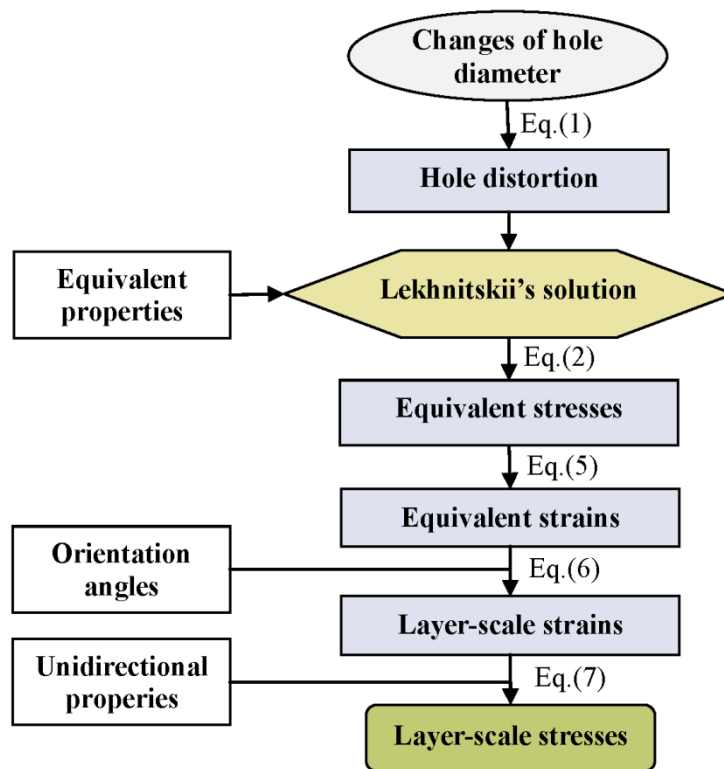 Changes of hole
diameter
Eq.(1)
Hole distortion
Equivalent
properties
Lekhnitskii’s solution
Eq.(2)
Equivalent stresses
Eq.(5)
Equivalent strains
Orientation
angles
Eq.(6)
Layer-scale strains
Unidirectional
properies
Eq.(7)
Layer-scale stresses